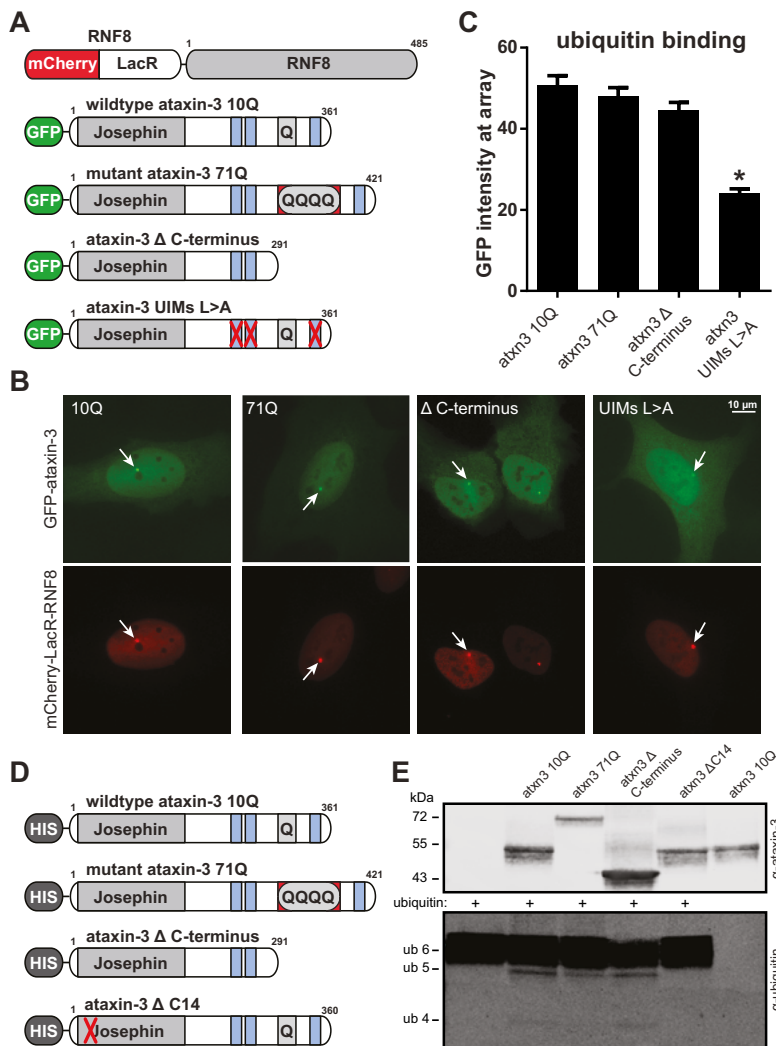 A
RNF8
mCherry LacR 1 RNF8 485
wildtype ataxin-3 10Q
GFP 1 Josephin Q 361
mutant ataxin-3 71Q
GFP 1 Josephin QQQQ 421
ataxin-3 Δ C-terminus
GFP 1 Josephin 291
ataxin-3 UIMs L>A
GFP 1 Josephin Q 361
C
ubiquitin binding
GFP intensity at array
60
40
20
0
*
atxn3 10Q
atxn3 71Q
atxn3 Δ
C-terminus
atxn3
UIMs L>A
B
10Q 71Q Δ C-terminus UIMs L>A 10 µm
GFP-ataxin-3
mCherry-LacR-RNF8
D
wildtype ataxin-3 10Q
HIS 1 Josephin Q 361
mutant ataxin-3 71Q
HIS 1 Josephin QQQQ 421
ataxin-3 Δ C-terminus
HIS 1 Josephin 291
ataxin-3 Δ C14
HIS 1 Josephin Q 360
E
atxn3 10Q
atxn3 71Q
atxn3 Δ
C-terminus
atxn3 ΔC14
atxn3 10Q
kDa
72
55
43
α-ataxin-3
ubiquitin: + + + + +
ub 6
ub 5
ub 4
α-ubiquitin